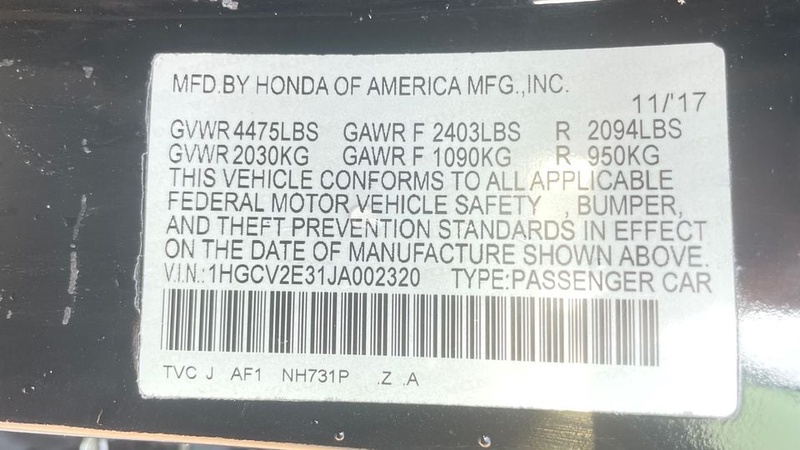 MFD.BY HONDA OF AMERICA MFG.,INC.
11/'17
GVWR 4475LBS GAWR F 2403LBS R 2094LBS
GVWR 2030KG GAWR F 1090KG R 950KG
THIS VEHICLE CONFORMS TO ALL APPLICABLE
FEDERAL MOTOR VEHICLE SAFETY , BUMPER,
AND THEFT PREVENTION STANDARDS IN EFFECT
ON THE DATE OF MANUFACTURE SHOWN ABOVE.
V.I.N.:1HGCV2E31JA002320 TYPE:PASSENGER CAR
TVC J AF1 NH731P .Z .A